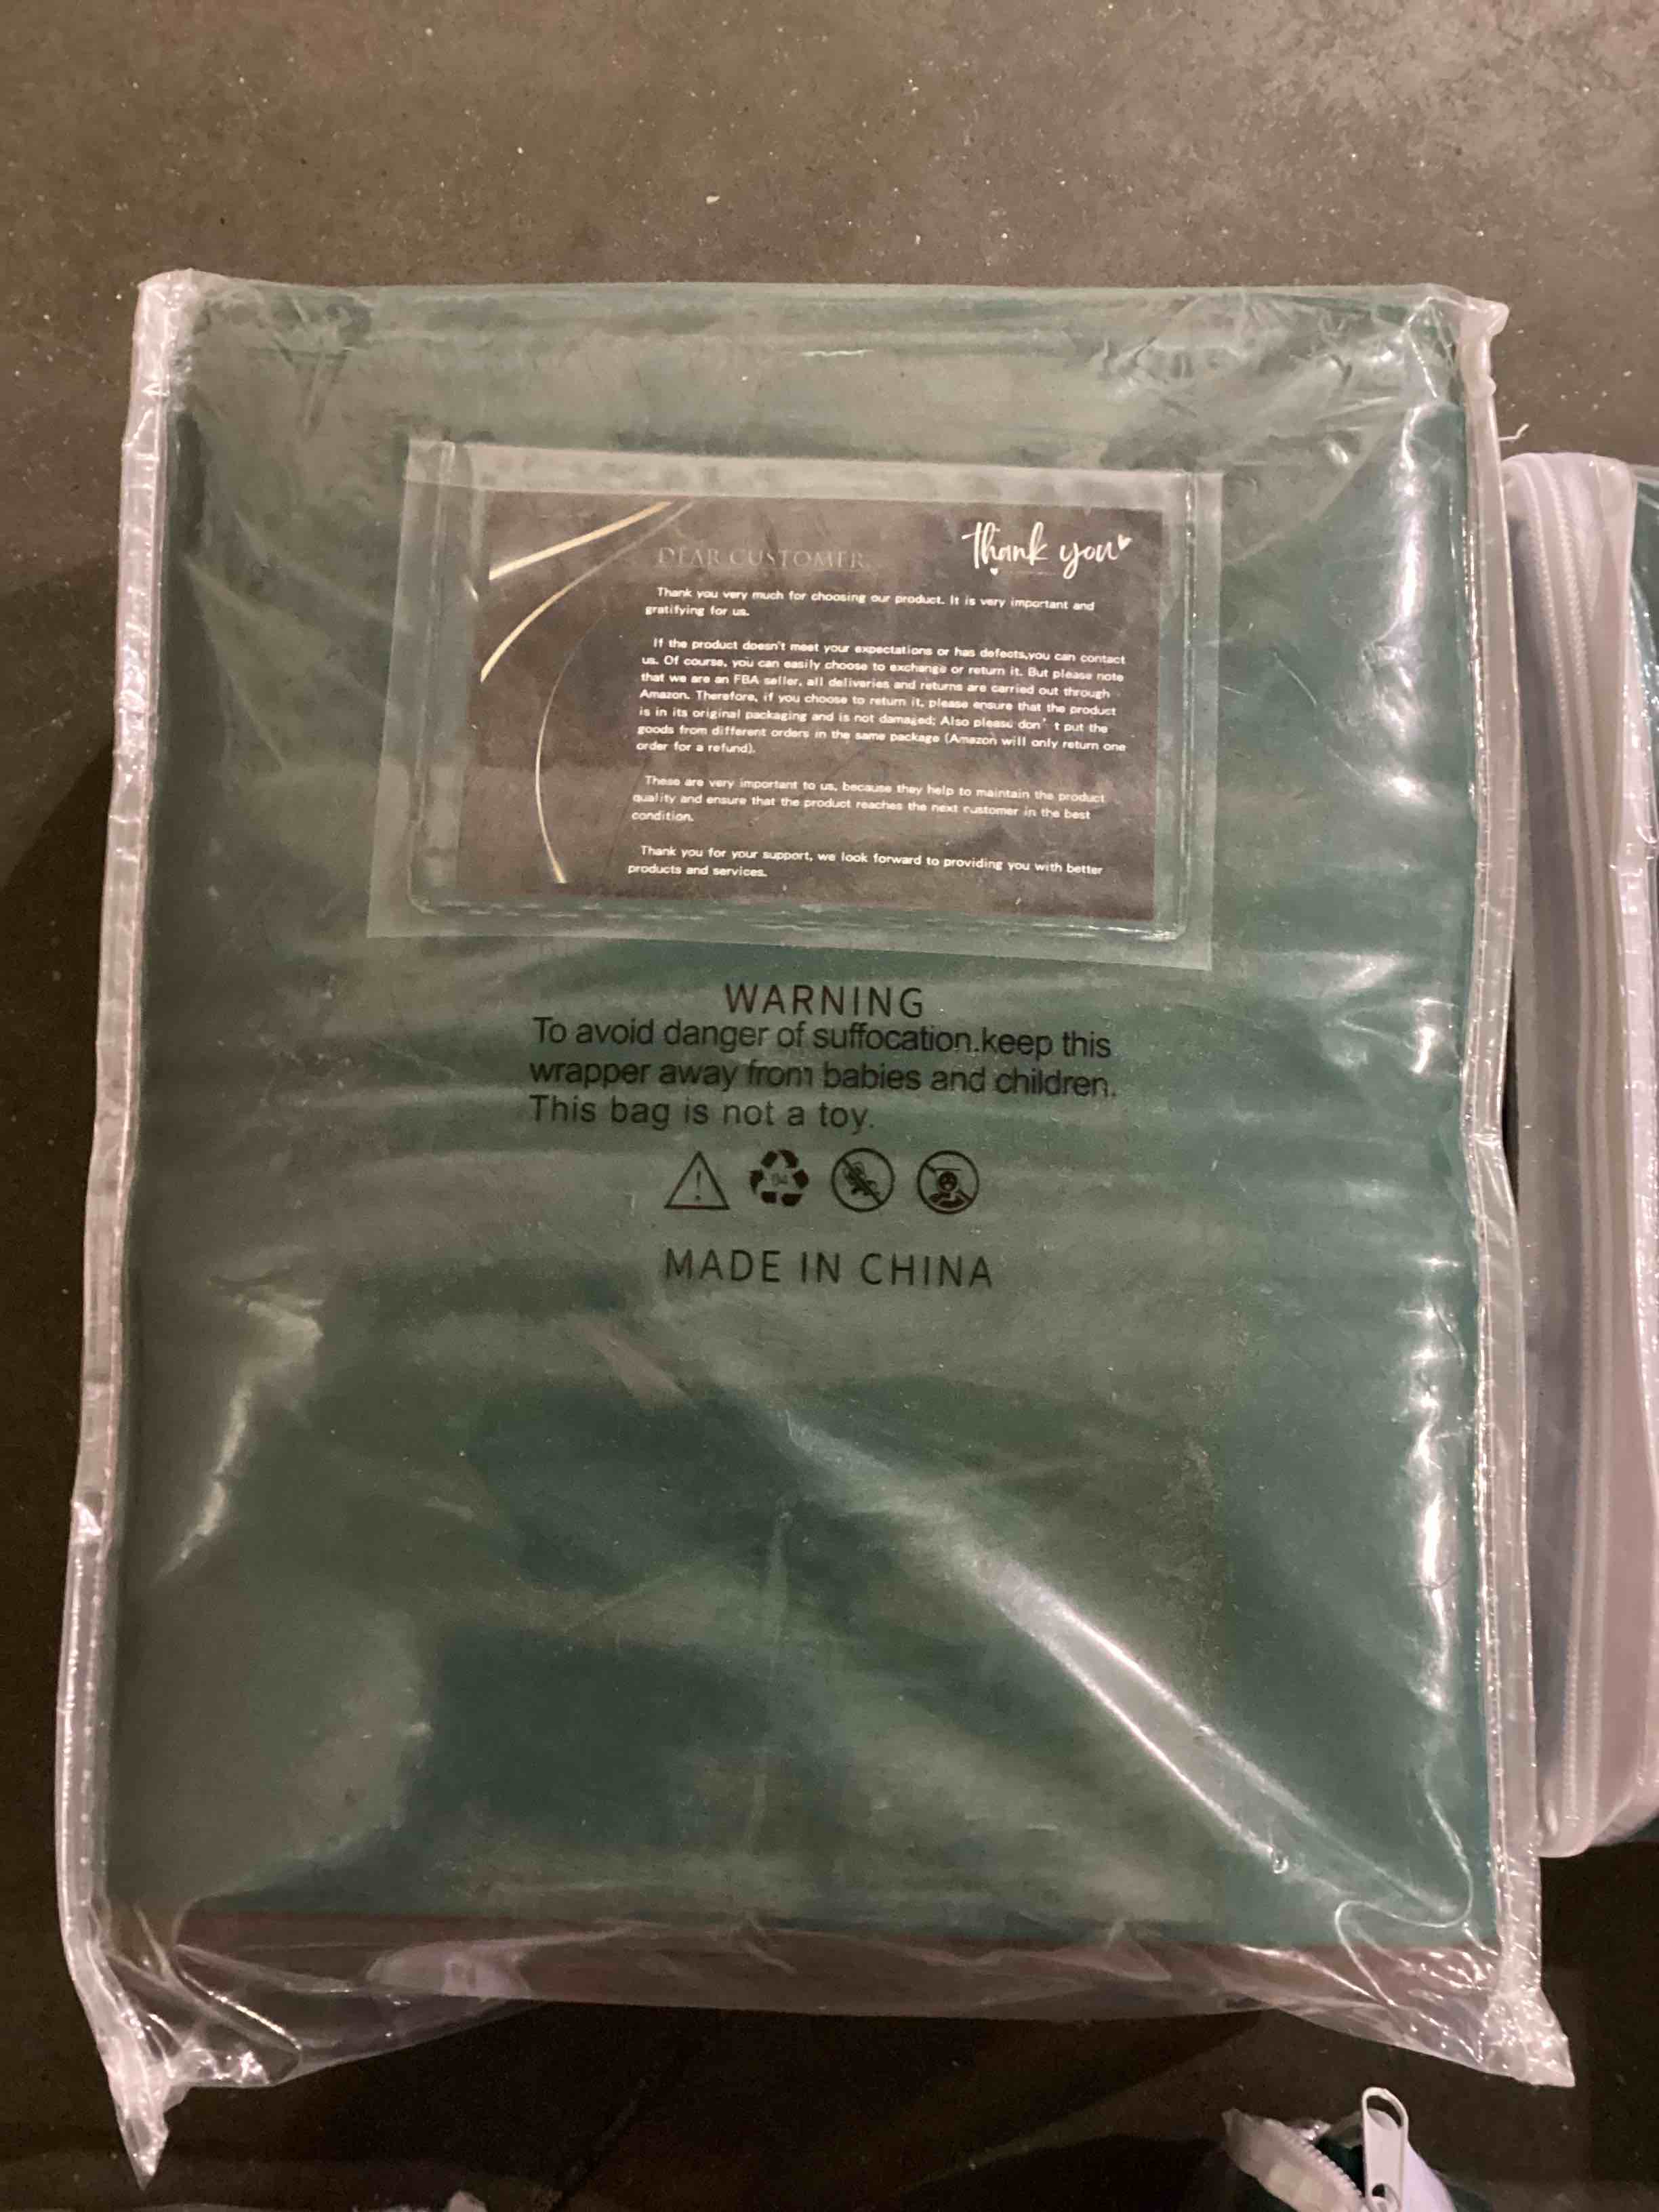 thank you
DEAR CUSTOMER,
Thank you very much for choosing our product. It is very important and
gratifying for us.
If the product doesn't meet your expectations or has defects,you can contact
us. Of course, you can easily choose to exchange or return it. But please note
that we are an FBA seller, all deliveries and returns are carried out through
Amazon. Therefore, if you choose to return it, please ensure that the product
is in its original packaging and is not damaged; Also please don't put the
goods from different orders in the same package (Amazon will only return one
order for a refund).
These are very important to us, because they help to maintain the product
quality and ensure that the product reaches the next customer in the best
condition.
Thank you for your support, we look forward to providing you with better
products and services.
WARNING
To avoid danger of suffocation.keep this
wrapper away from babies and children.
This bag is not a toy.
04
MADE IN CHINA